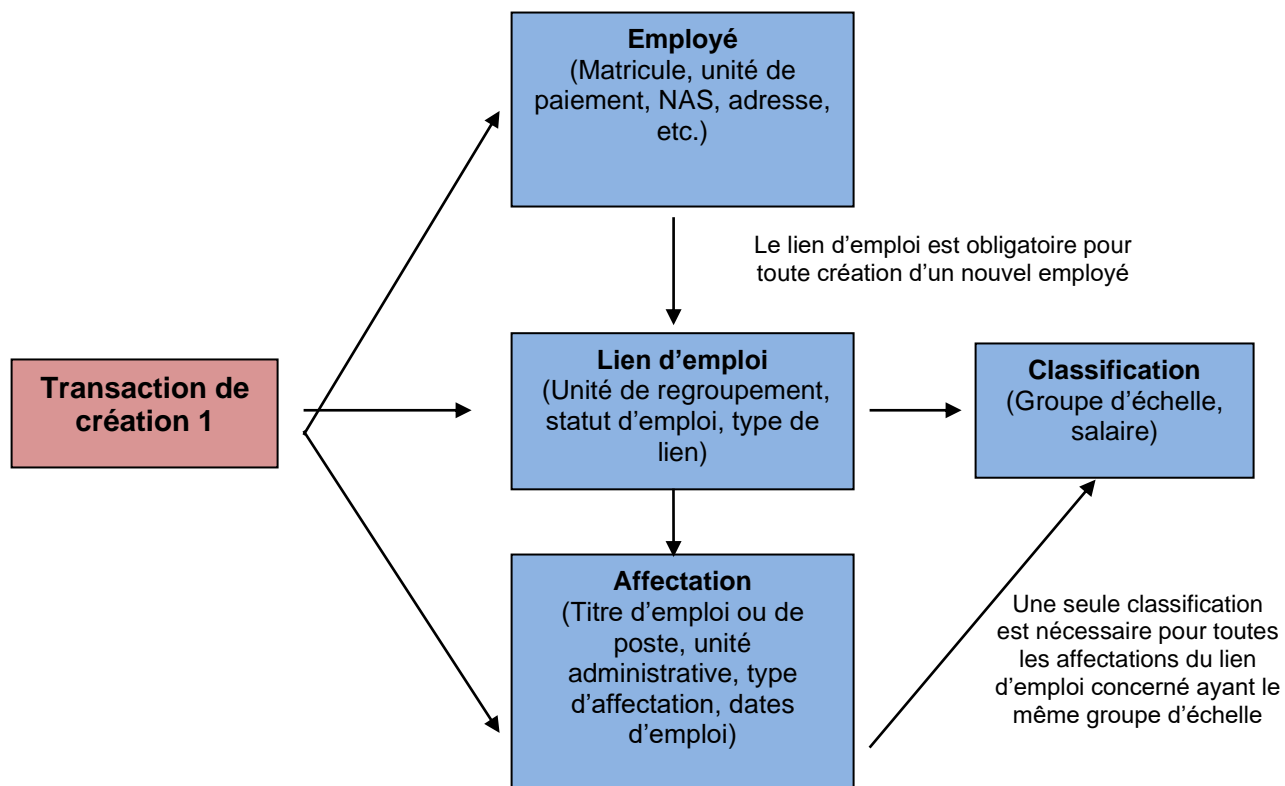 Employé
(Matricule, unité de
paiement, NAS, adresse,
etc.)
Le lien d’emploi est obligatoire pour
toute création d’un nouvel employé
Transaction de
création 1
Lien d’emploi
(Unité de regroupement,
statut d’emploi, type de
lien)
Classification
(Groupe d’échelle,
salaire)
Affectation
(Titre d’emploi ou de
poste, unité
administrative, type
d’affectation, dates
d’emploi)
Une seule classification
est nécessaire pour toutes
les affectations du lien
d’emploi concerné ayant le
même groupe d’échelle